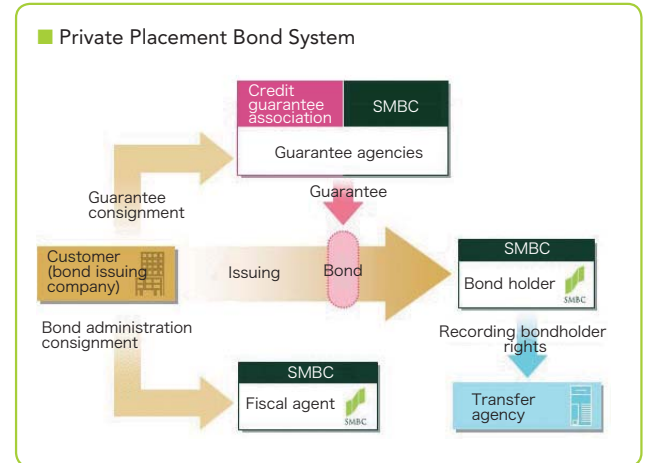 Private Placement Bond System
Credit
guarantee
association
SMBC
Guarantee agencies
Guarantee
consignment
Guarantee
Customer
(bond issuing
company)
Issuing
Bond
SMBC
Bond holder
SMBC
Bond administration
consignment
Recording bondholder
rights
SMBC
Fiscal agent
SMBC
Transfer
agency